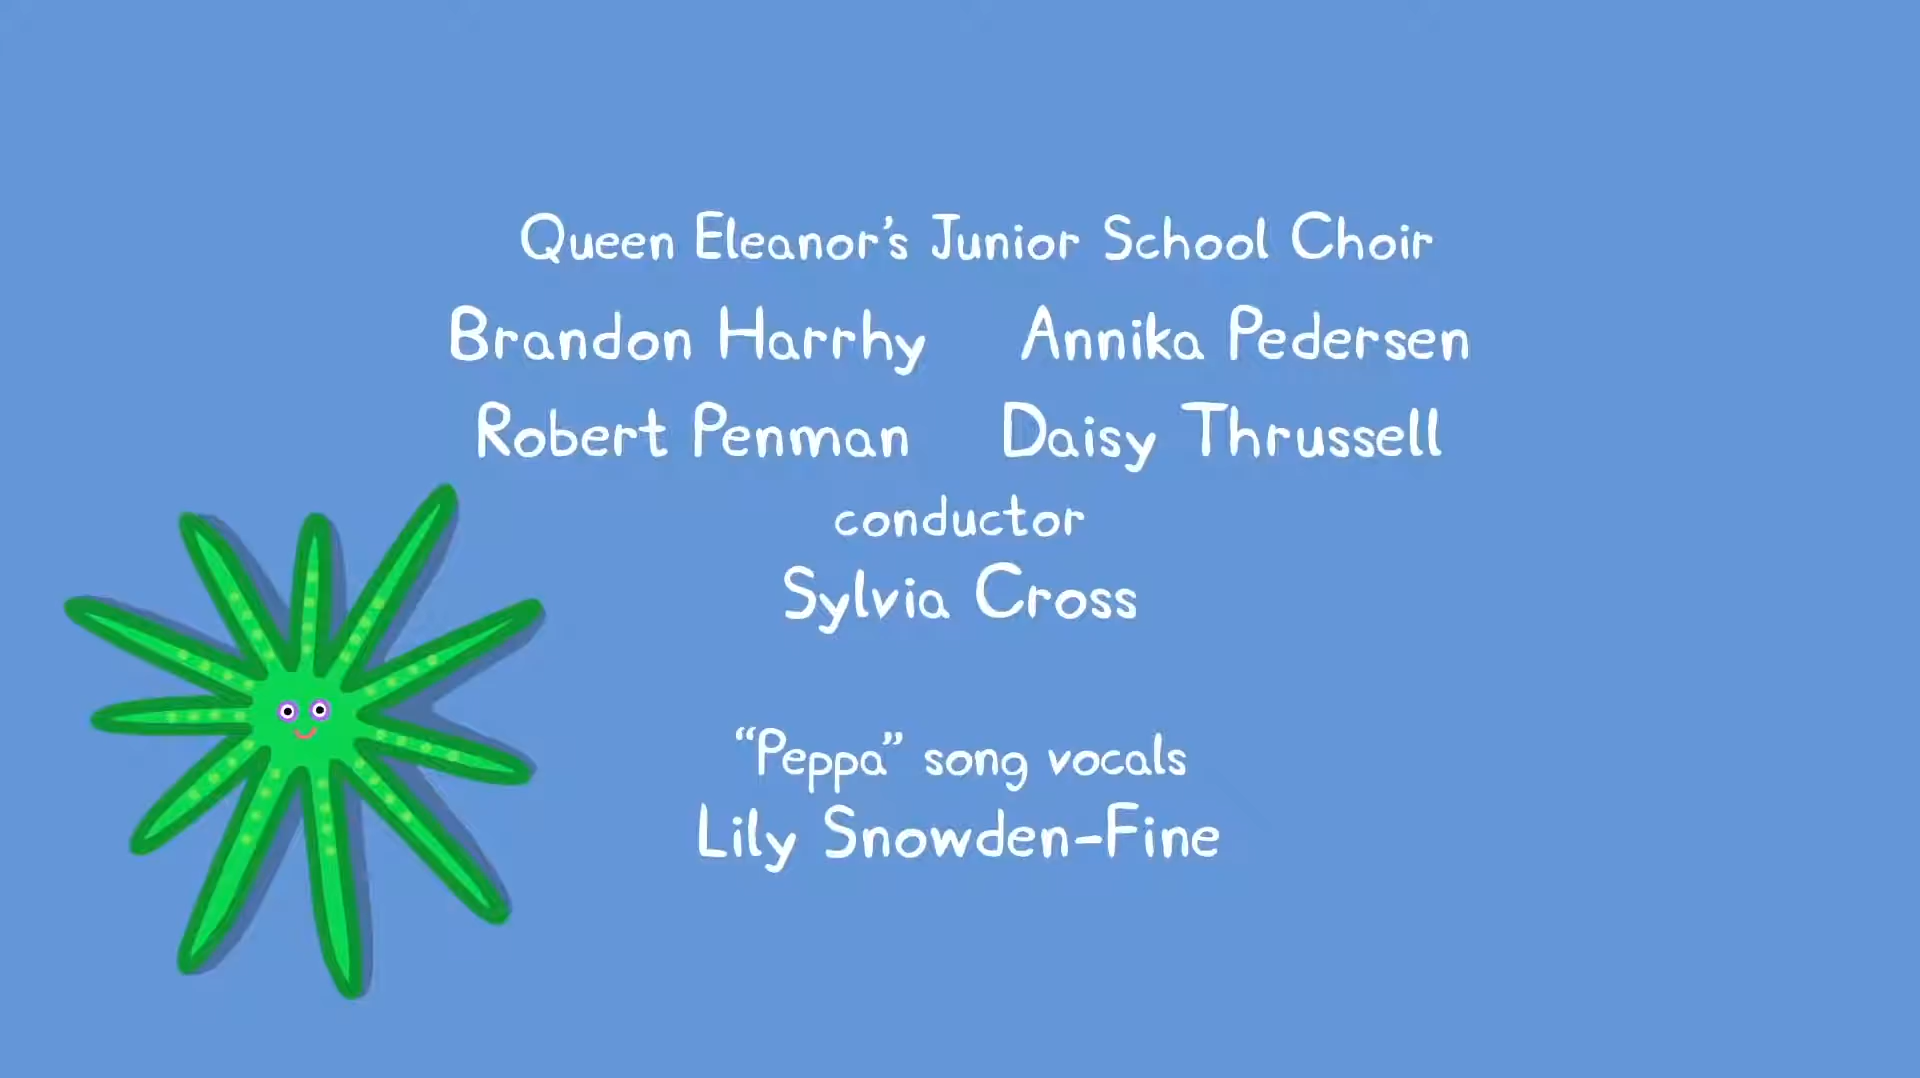 Queen Eleanor’s Junior School Choir
Brandon Harrhy Annika Pedersen
Robert Penman Daisy Thrussell
conductor
Sylvia Cross
“Peppa” song vocals
Lily Snowden-Fine